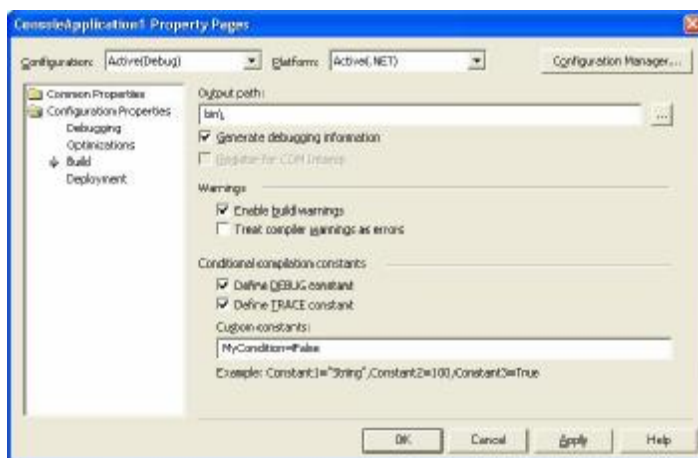 ConsoleApplication1 Property Pages
Configuration: Active(Debug) Platform: Active(.NET) Configuration Manager...
Common Properties
Configuration Properties
Debugging
Optimizations
Build
Deployment
Output path:
bin\
...
Generate debugging information
Register for COM Interop
Warnings
Enable build warnings
Treat compiler warnings as errors
Conditional compilation constants
Define DEBUG constant
Define TRACE constant
Custom constants:
MyCondition=False
Example: Constant1="String",Constant2=100,Constant3=True
OK Cancel Apply Help